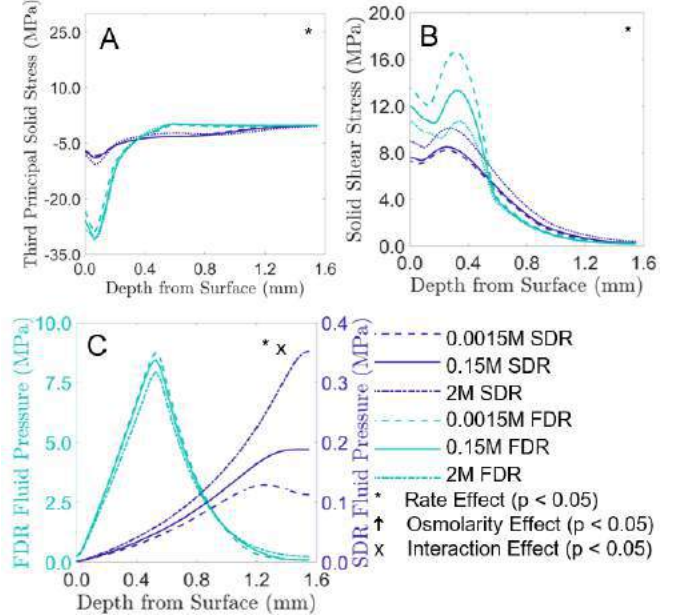 A
*
Third Principal Solid Stress (MPa)
25.0
10.0
-5.0
-20.0
-35.0
0.0 0.4 0.8 1.2 1.6
Depth from Surface (mm)
B
*
Solid Shear Stress (MPa)
20.0
16.0
12.0
8.0
4.0
0.0
0.0 0.4 0.8 1.2 1.6
Depth from Surface (mm)
C
* x
FDR Fluid Pressure (MPa)
10.0
7.5
5.0
2.5
0.0
SDR Fluid Pressure (MPa)
0.4
0.3
0.2
0.1
0.0
0.0 0.4 0.8 1.2 1.6
Depth from Surface (mm)
0.0015M SDR
0.15M SDR
2M SDR
0.0015M FDR
0.15M FDR
2M FDR
* Rate Effect (p < 0.05)
↑ Osmolarity Effect (p < 0.05)
x Interaction Effect (p < 0.05)